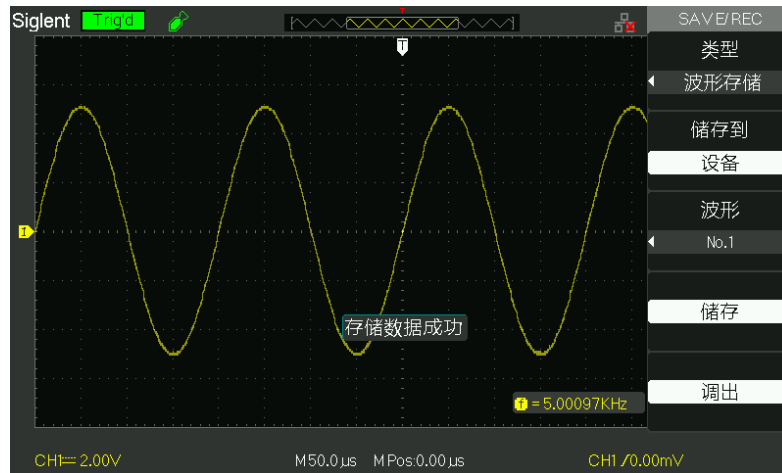 Siglent Trig'd SAVE/REC
T
类型
波形存储
储存到
设备
波形
No.1
存储数据成功
储存
调出
f = 5.00097KHz
CH1 2.00V M 50.0μs M Pos:0.00μs CH1 0.00mV